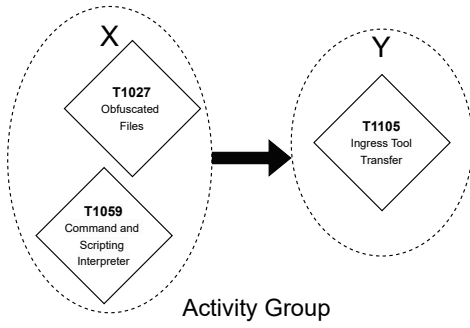 X
T1027
Obfuscated
Files
T1059
Command and
Scripting
Interpreter
Y
T1105
Ingress Tool
Transfer
Activity Group